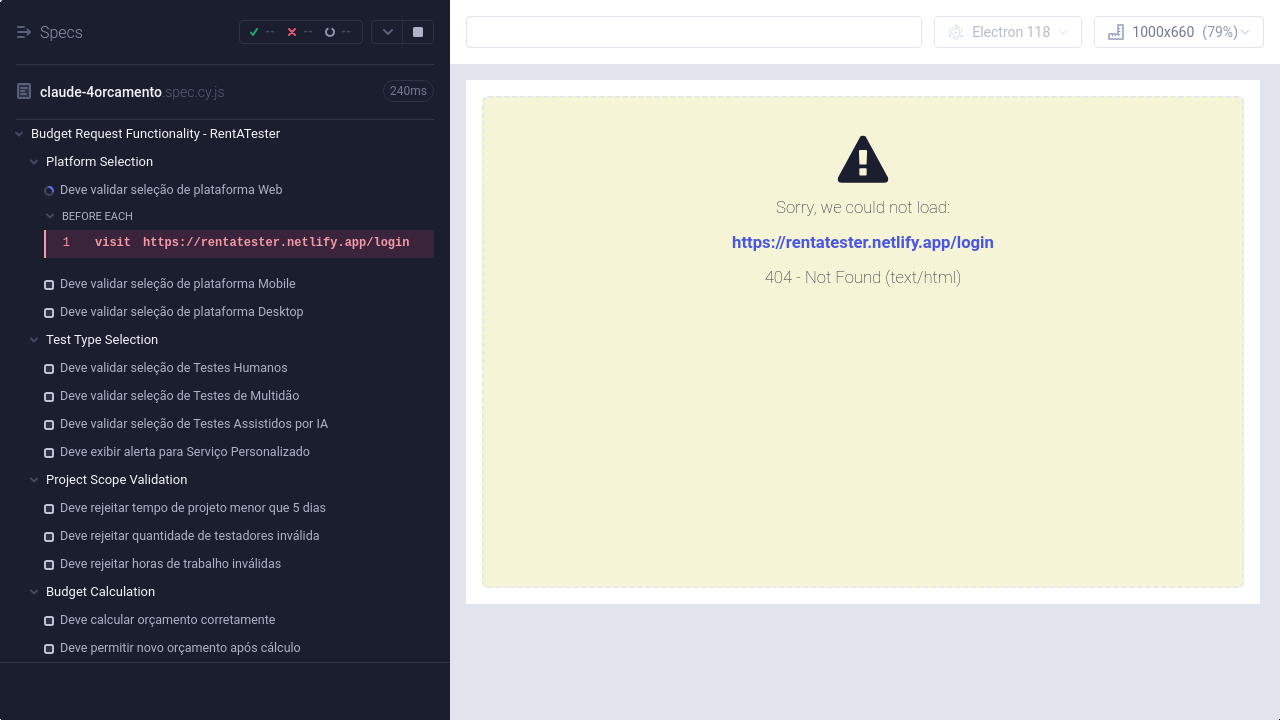 Specs
-- -- --
Electron 118
1000x660 (79%)
claude-4orcamento.spec.cy.js
240ms
Budget Request Functionality - RentATester
Platform Selection
Deve validar seleção de plataforma Web
BEFORE EACH
1 visit https://rentatester.netlify.app/login
Deve validar seleção de plataforma Mobile
Deve validar seleção de plataforma Desktop
Test Type Selection
Deve validar seleção de Testes Humanos
Deve validar seleção de Testes de Multidão
Deve validar seleção de Testes Assistidos por IA
Deve exibir alerta para Serviço Personalizado
Project Scope Validation
Deve rejeitar tempo de projeto menor que 5 dias
Deve rejeitar quantidade de testadores inválida
Deve rejeitar horas de trabalho inválidas
Budget Calculation
Deve calcular orçamento corretamente
Deve permitir novo orçamento após cálculo
Sorry, we could not load:
https://rentatester.netlify.app/login
404 - Not Found (text/html)